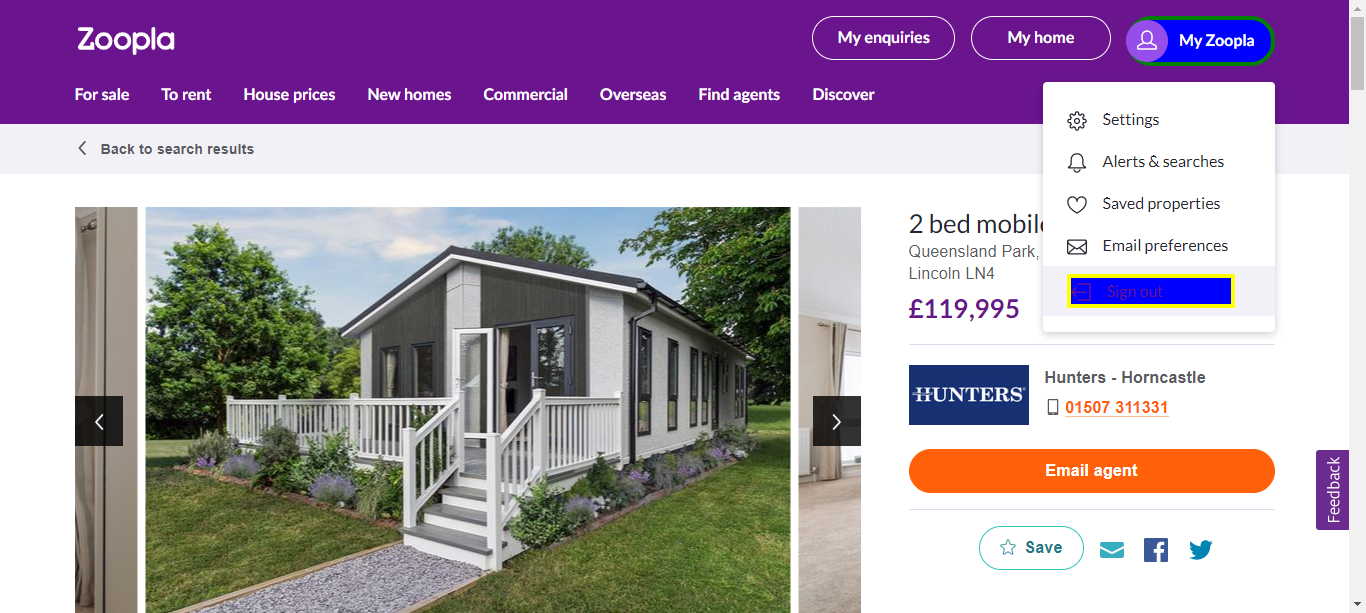 Zoopla
My enquiries
My home
My Zoopla
For sale
To rent
House prices
New homes
Commercial
Overseas
Find agents
Discover
Settings
Alerts & searches
Saved properties
Email preferences
Sign out
Back to search results
2 bed mobile
Queensland Park,
Lincoln LN4
£119,995
HUNTERS
Hunters - Horncastle
01507 311331
Email agent
Save
Feedback